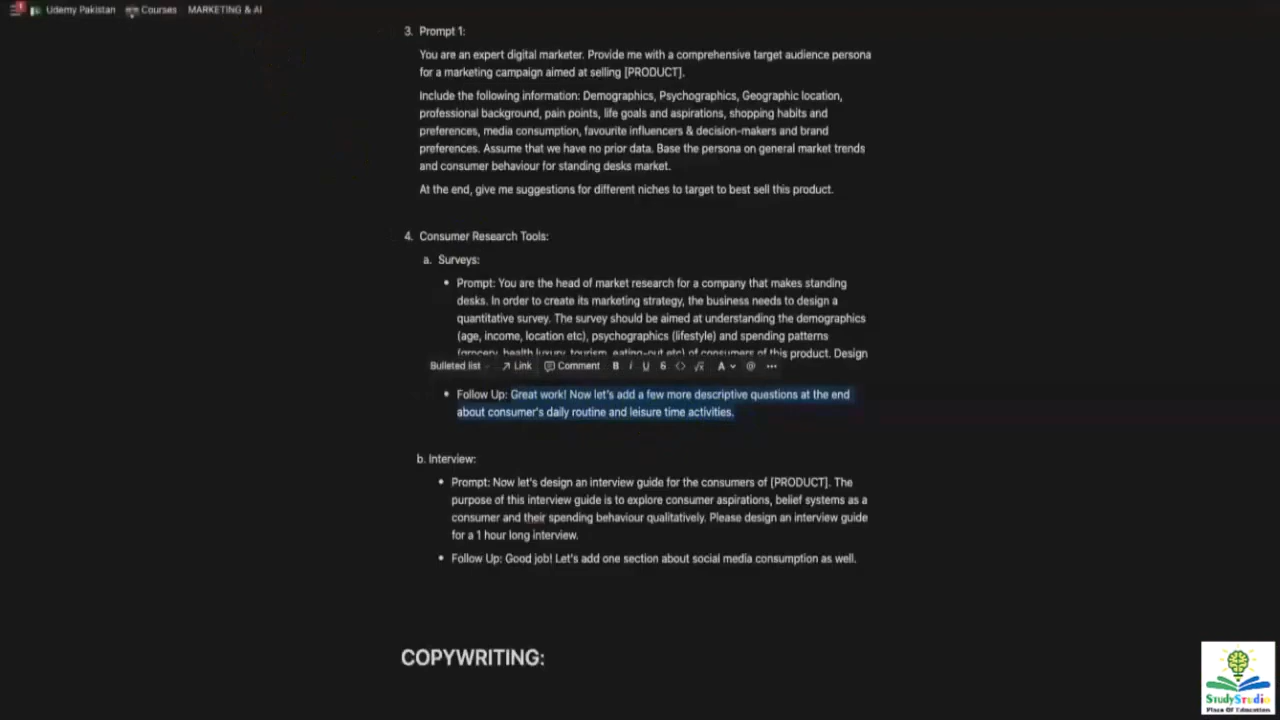 Udemy Pakistan Courses MARKETING & AI
3. Prompt 1:
You are an expert digital marketer. Provide me with a comprehensive target audience persona
for a marketing campaign aimed at selling [PRODUCT].
Include the following information: Demographics, Psychographics, Geographic location,
professional background, pain points, life goals and aspirations, shopping habits and
preferences, media consumption, favourite influencers & decision-makers and brand
preferences. Assume that we have no prior data. Base the persona on general market trends
and consumer behaviour for standing desks market.
At the end, give me suggestions for different niches to target to best sell this product.
4. Consumer Research Tools:
a. Surveys:
• Prompt: You are the head of market research for a company that makes standing
desks. In order to create its marketing strategy, the business needs to design a
quantitative survey. The survey should be aimed at understanding the demographics
(age, income, location etc), psychographics (lifestyle) and spending patterns
(grocery, health luxury, tourism, eating-out etc) of consumers of this product. Design
Bulleted list Link Comment B i U S <> √x A @ •••
• Follow Up: Great work! Now let's add a few more descriptive questions at the end
about consumer's daily routine and leisure time activities.
b. Interview:
• Prompt: Now let's design an interview guide for the consumers of [PRODUCT]. The
purpose of this interview guide is to explore consumer aspirations, belief systems as a
consumer and their spending behaviour qualitatively. Please design an interview guide
for a 1 hour long interview.
• Follow Up: Good job! Let's add one section about social media consumption as well.
COPYWRITING:
StudyStudio
Place Of Education